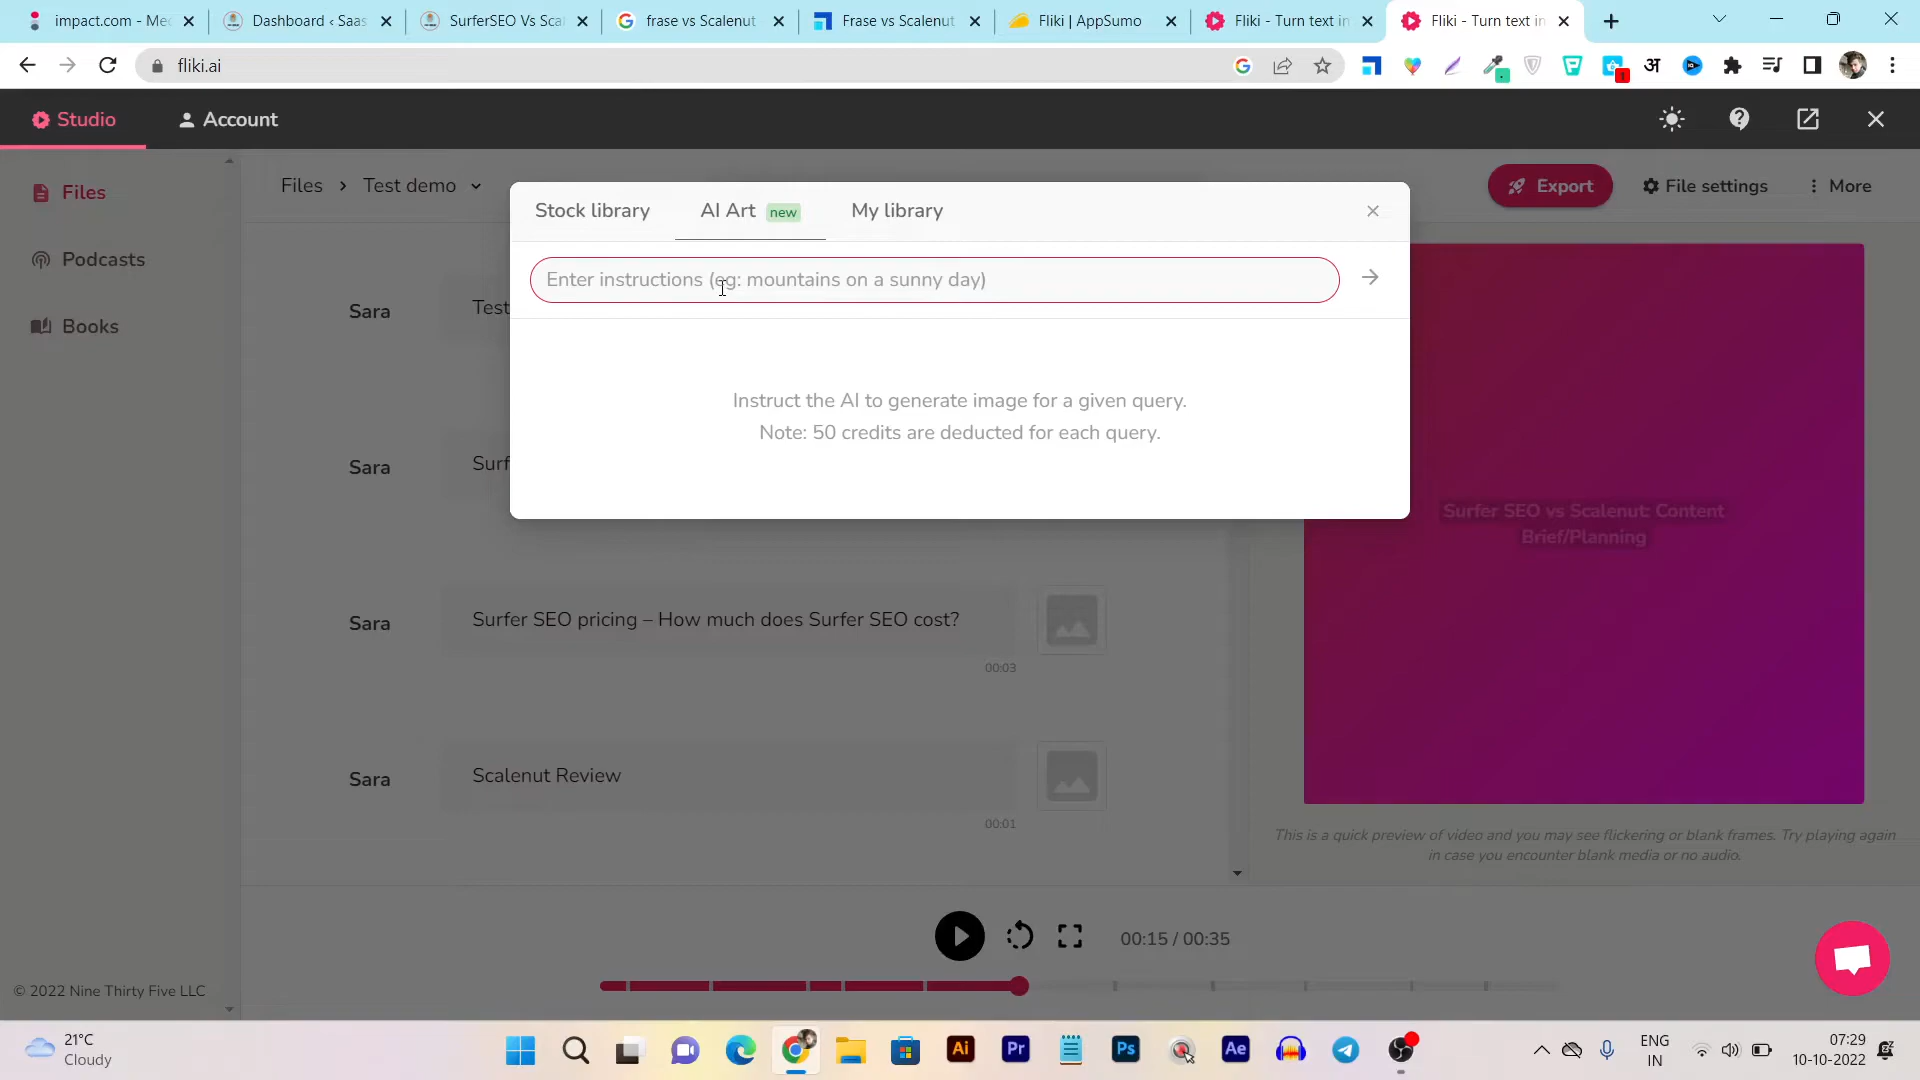 impact.com - Me
Dashboard ‹ Saas
SurferSEO Vs Sca
frase vs Scalenut
Frase vs Scalenut
Fliki | AppSumo
Fliki - Turn text in
Fliki - Turn text in
fliki.ai
अ
Studio
Account
Files
Podcasts
Books
Files > Test demo
Export
File settings
More
Stock library
AI Art new
My library
Enter instructions (eg: mountains on a sunny day)
Instruct the AI to generate image for a given query.
Note: 50 credits are deducted for each query.
Sara
Test
Sara
Surf
Sara
Surfer SEO pricing – How much does Surfer SEO cost?
00:03
Sara
Scalenut Review
00:01
Surfer SEO vs Scalenut: Content
Brief/Planning
This is a quick preview of video and you may see flickering or blank frames. Try playing again
in case you encounter blank media or no audio.
00:15 / 00:35
© 2022 Nine Thirty Five LLC
21°C
Cloudy
Ai
Pr
Ps
Ae
ENG
IN
07:29
10-10-2022